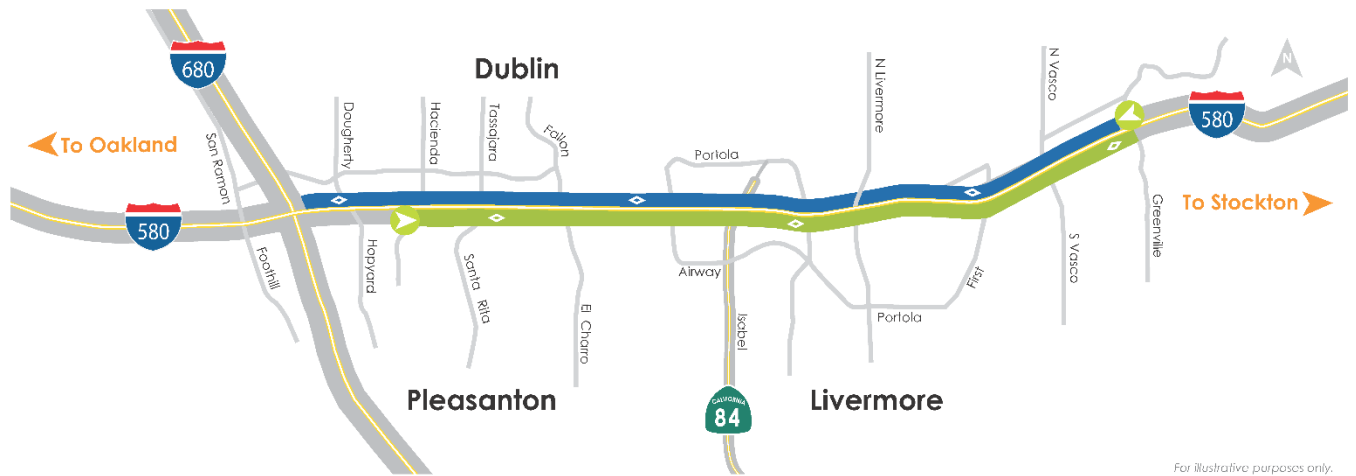 680
Dublin
N
N Vasco
N Livermore
580
Dougherty
Hacienda
Tassajara
Fallon
To Oakland
San Ramon
Portola
To Stockton
580
Greenville
Foothill
Hopyard
Santa Rita
El Charro
Airway
Isabel
First
Portola
S Vasco
Pleasanton
CALIFORNIA
84
Livermore
For illustrative purposes only.